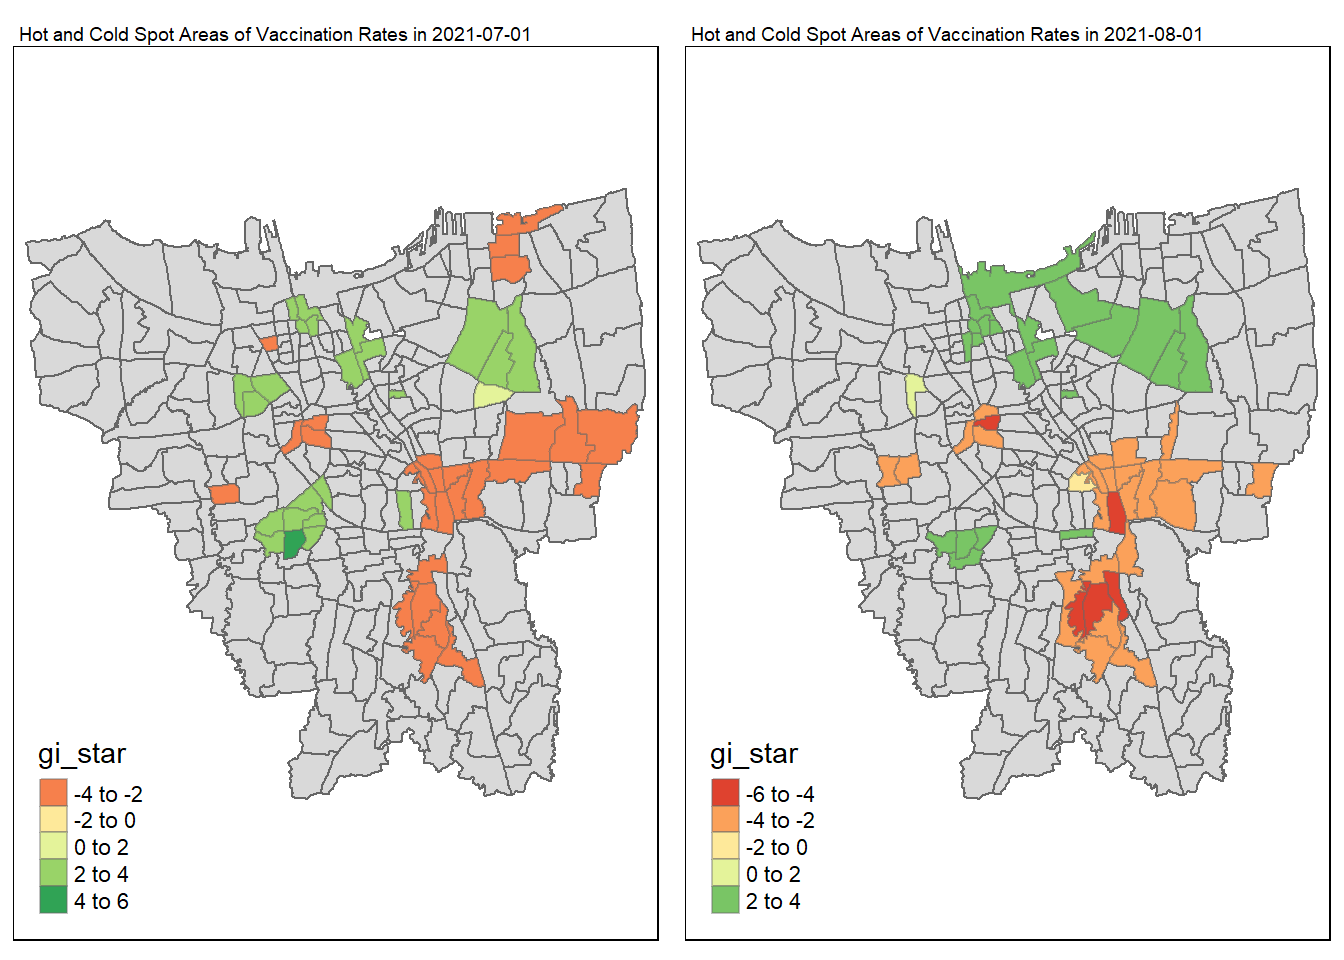 Hot and Cold Spot Areas of Vaccination Rates in 2021-07-01
gi_star
-4 to -2
-2 to 0
0 to 2
2 to 4
4 to 6
Hot and Cold Spot Areas of Vaccination Rates in 2021-08-01
gi_star
-6 to -4
-4 to -2
-2 to 0
0 to 2
2 to 4